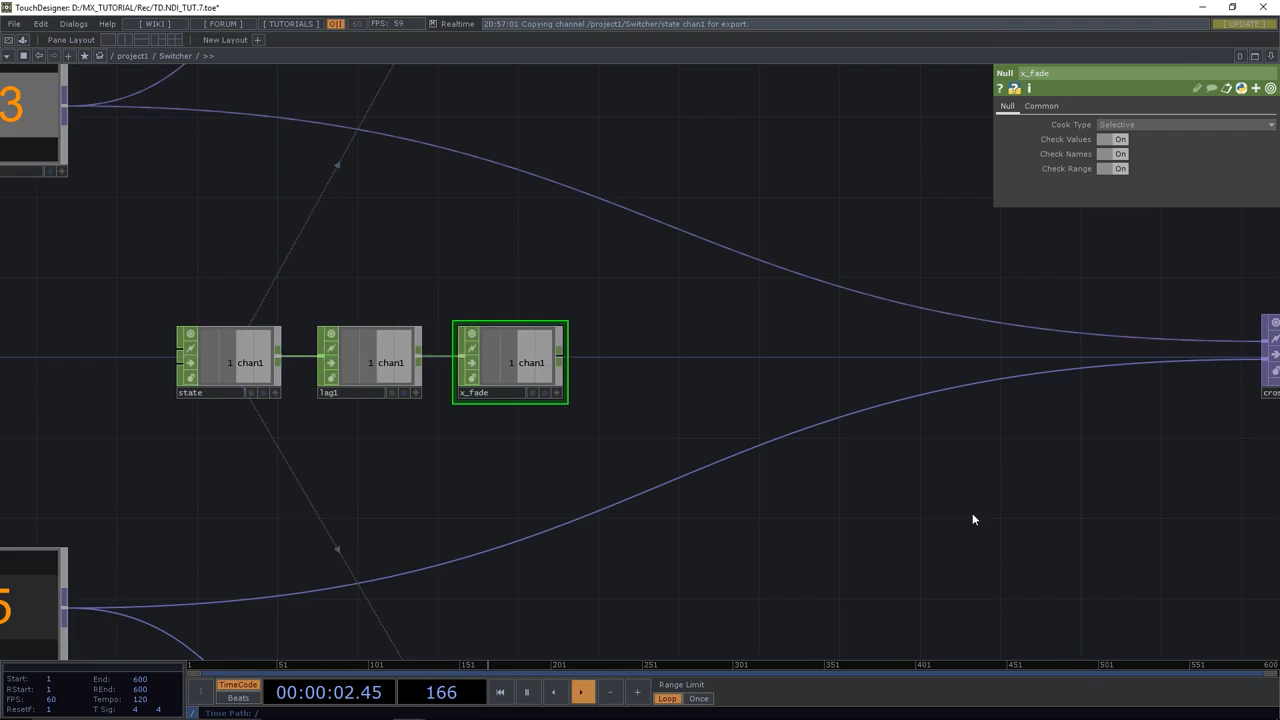 TouchDesigner: D:/MX_TUTORIAL/Rec/TD.NDI_TUT.7.toe*
File Edit Dialogs [ WIKI ] [ FORUM ] [ TUTORIALS ] FPS: 59 O|I 60 Realtime 20:57:01 Copying channel /project1/Switcher/state chan1 for export. [ UPDATE ]
Pane Layout New Layout +
/ project1 / Switcher / >> 0
Null x_fade
? i
Null Common
Cook Type Selective
Check Values On
Check Names On
Check Range On
3
1 chan1
1 chan1
1 chan1
state
lag1
x_fade
cros
5
1 51 101 151 201 251 301 351 401 451 501 551 600
Start: 1 End: 600
RStart: 1 REnd: 600
FPS: 60 Tempo: 120
ResetF: 1 T Sig: 4 4
TimeCode
Beats
00:00:02.45 166
- +
Range Limit
Loop Once
/ Time Path: /